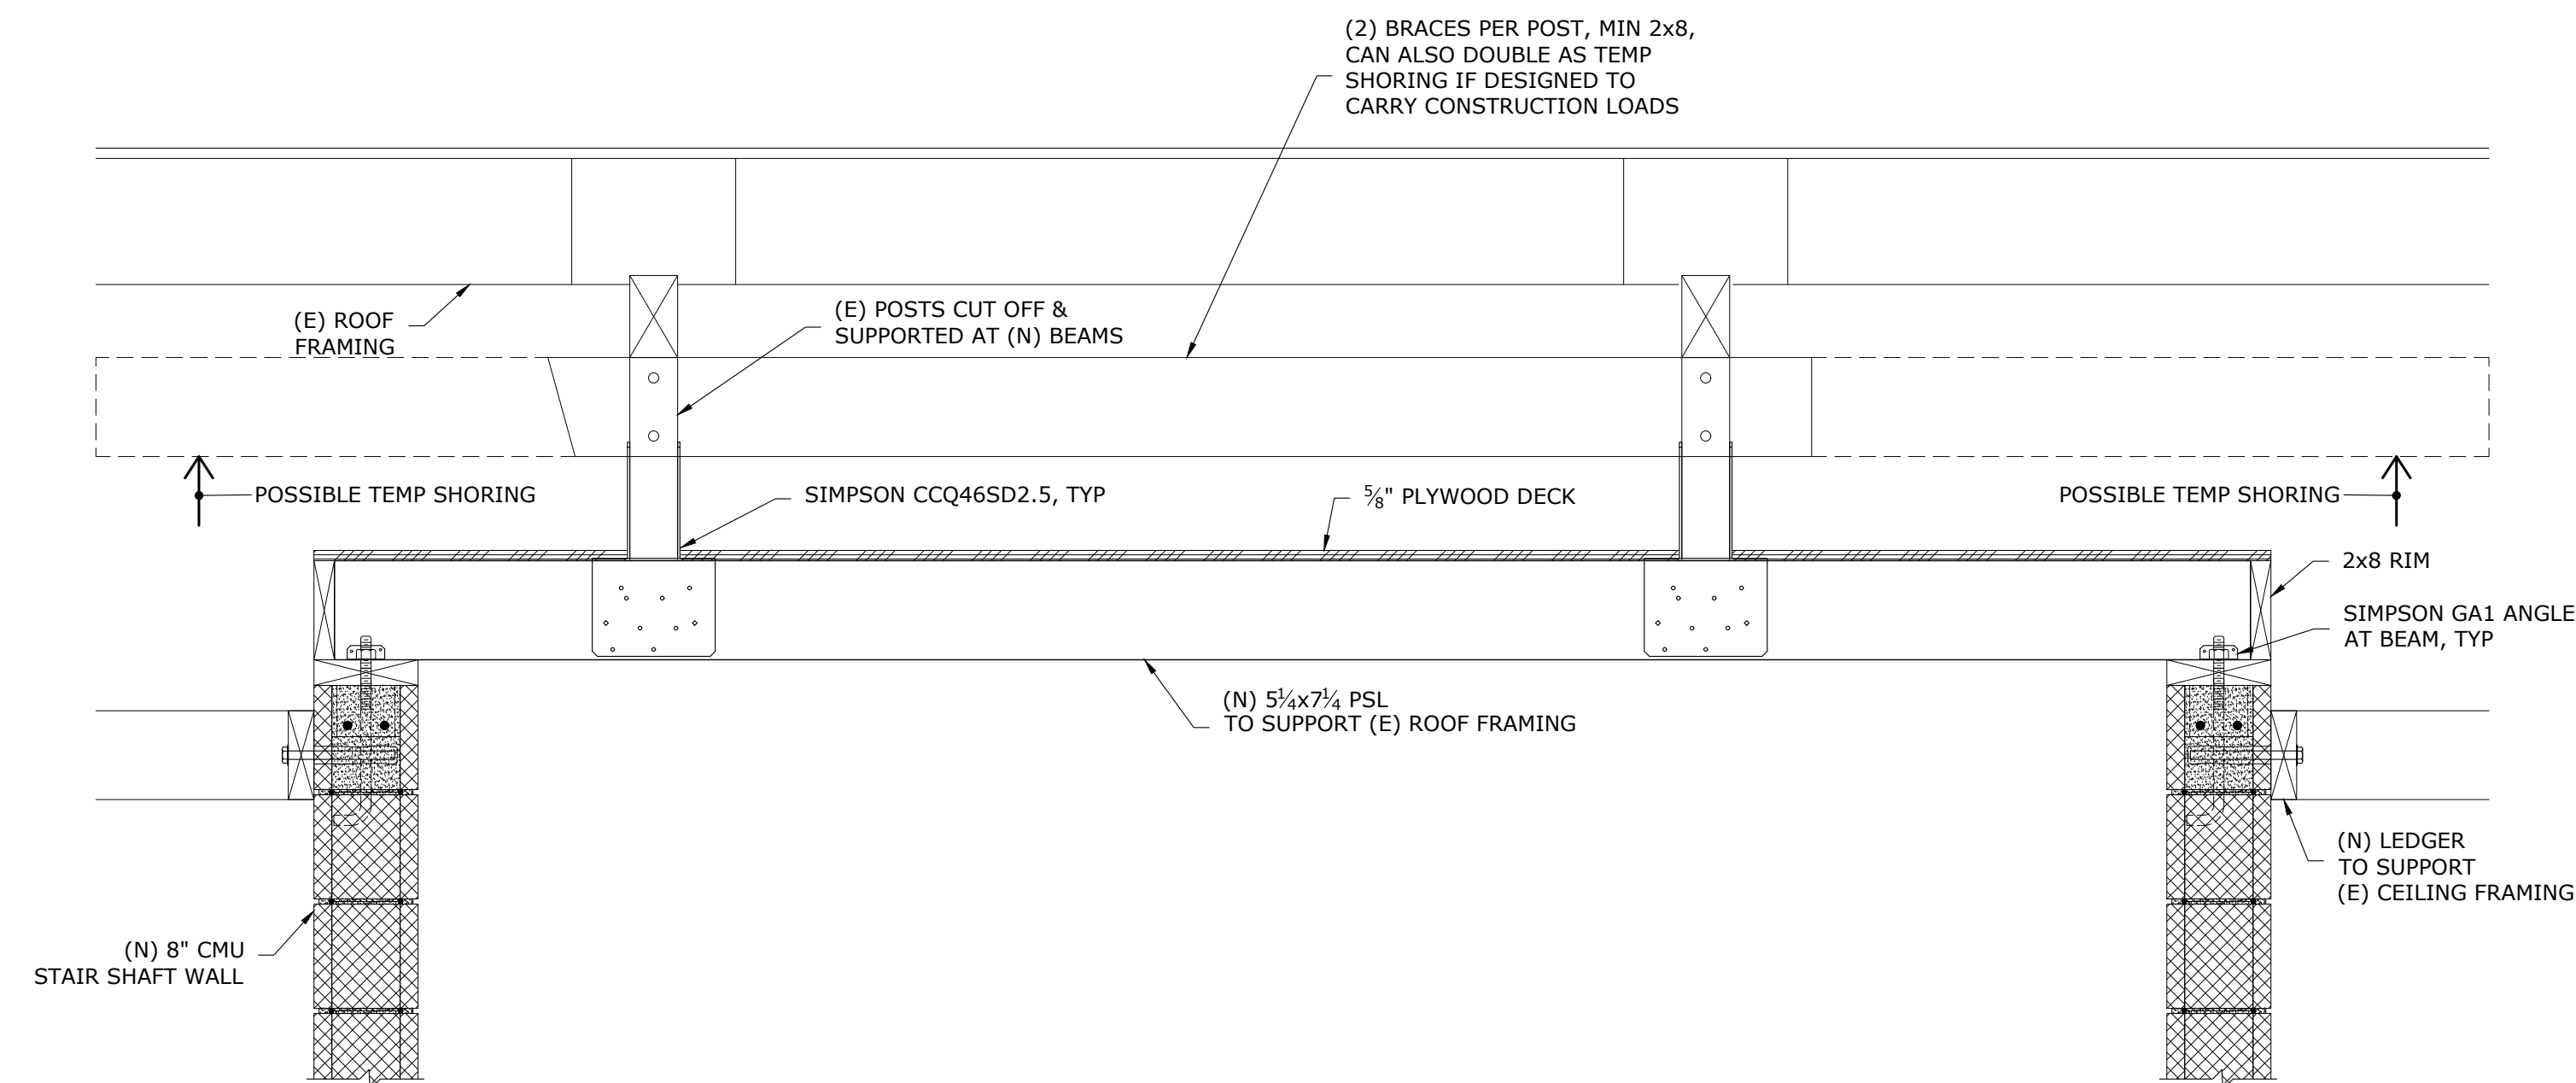 (2) BRACES PER POST, MIN 2x8,
CAN ALSO DOUBLE AS TEMP
SHORING IF DESIGNED TO
CARRY CONSTRUCTION LOADS
(E) ROOF
FRAMING
(E) POSTS CUT OFF &
SUPPORTED AT (N) BEAMS
POSSIBLE TEMP SHORING
SIMPSON CCQ46SD2.5, TYP
⅝" PLYWOOD DECK
POSSIBLE TEMP SHORING
2x8 RIM
SIMPSON GA1 ANGLE
AT BEAM, TYP
(N) 5¼x7¼ PSL
TO SUPPORT (E) ROOF FRAMING
(N) LEDGER
TO SUPPORT
(E) CEILING FRAMING
(N) 8" CMU
STAIR SHAFT WALL